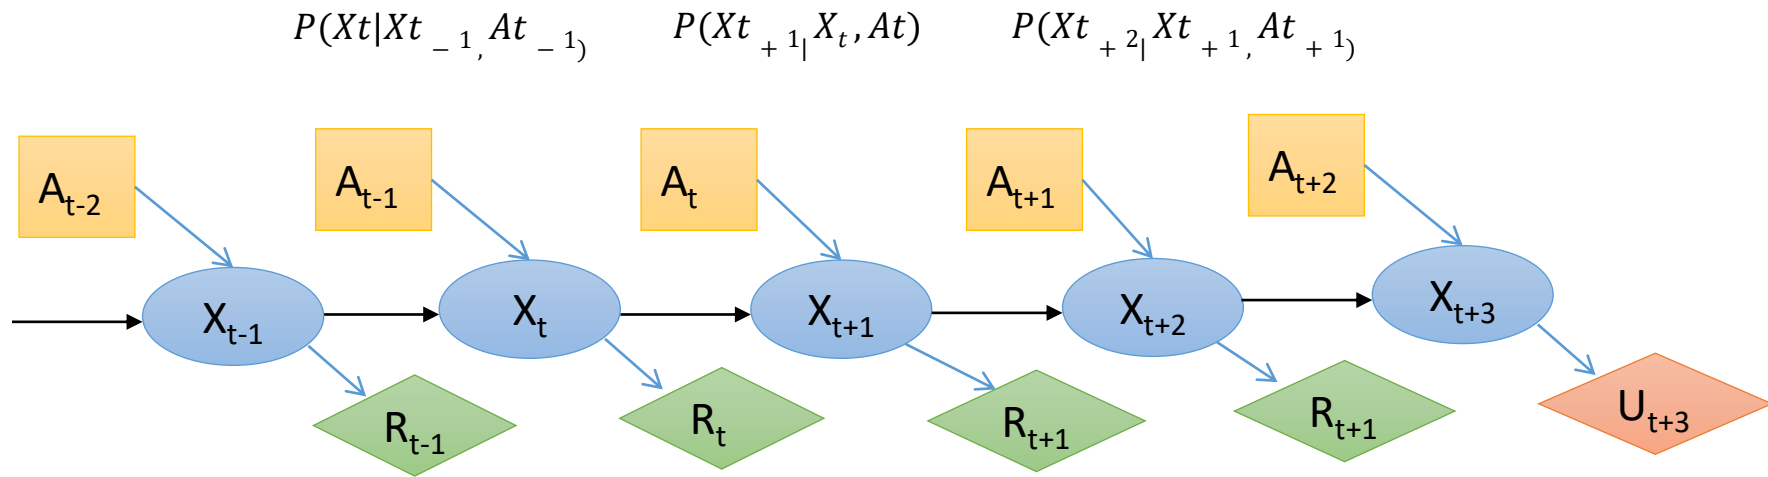 P(Xt|Xt − 1, At − 1) P(Xt + 1| Xt, At) P(Xt + 2| Xt + 1, At + 1)
At-2 At-1 At At+1 At+2
Xt-1 Xt Xt+1 Xt+2 Xt+3
Rt-1 Rt Rt+1 Rt+1 Ut+3